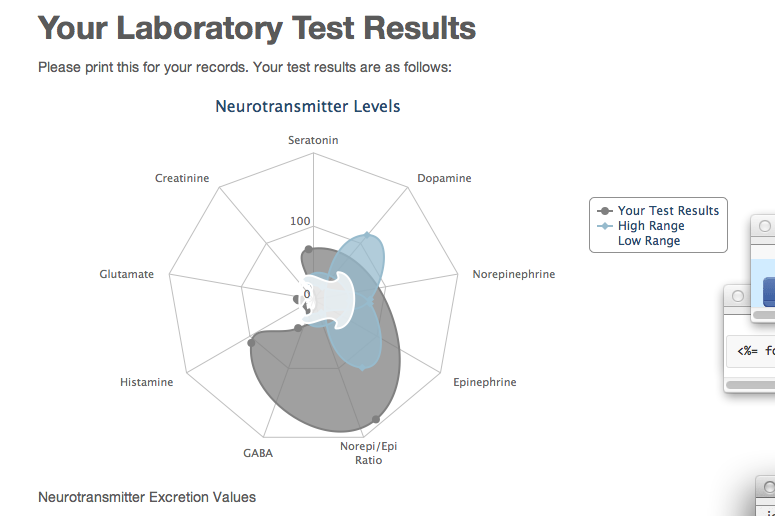 Your Laboratory Test Results
Please print this for your records. Your test results are as follows:
Neurotransmitter Levels
Seratonin
Creatinine
Dopamine
100
Your Test Results
High Range
Low Range
Glutamate
Norepinephrine
0
<%= fo
Histamine
Epinephrine
GABA
Norepi/Epi
Ratio
Neurotransmitter Excretion Values